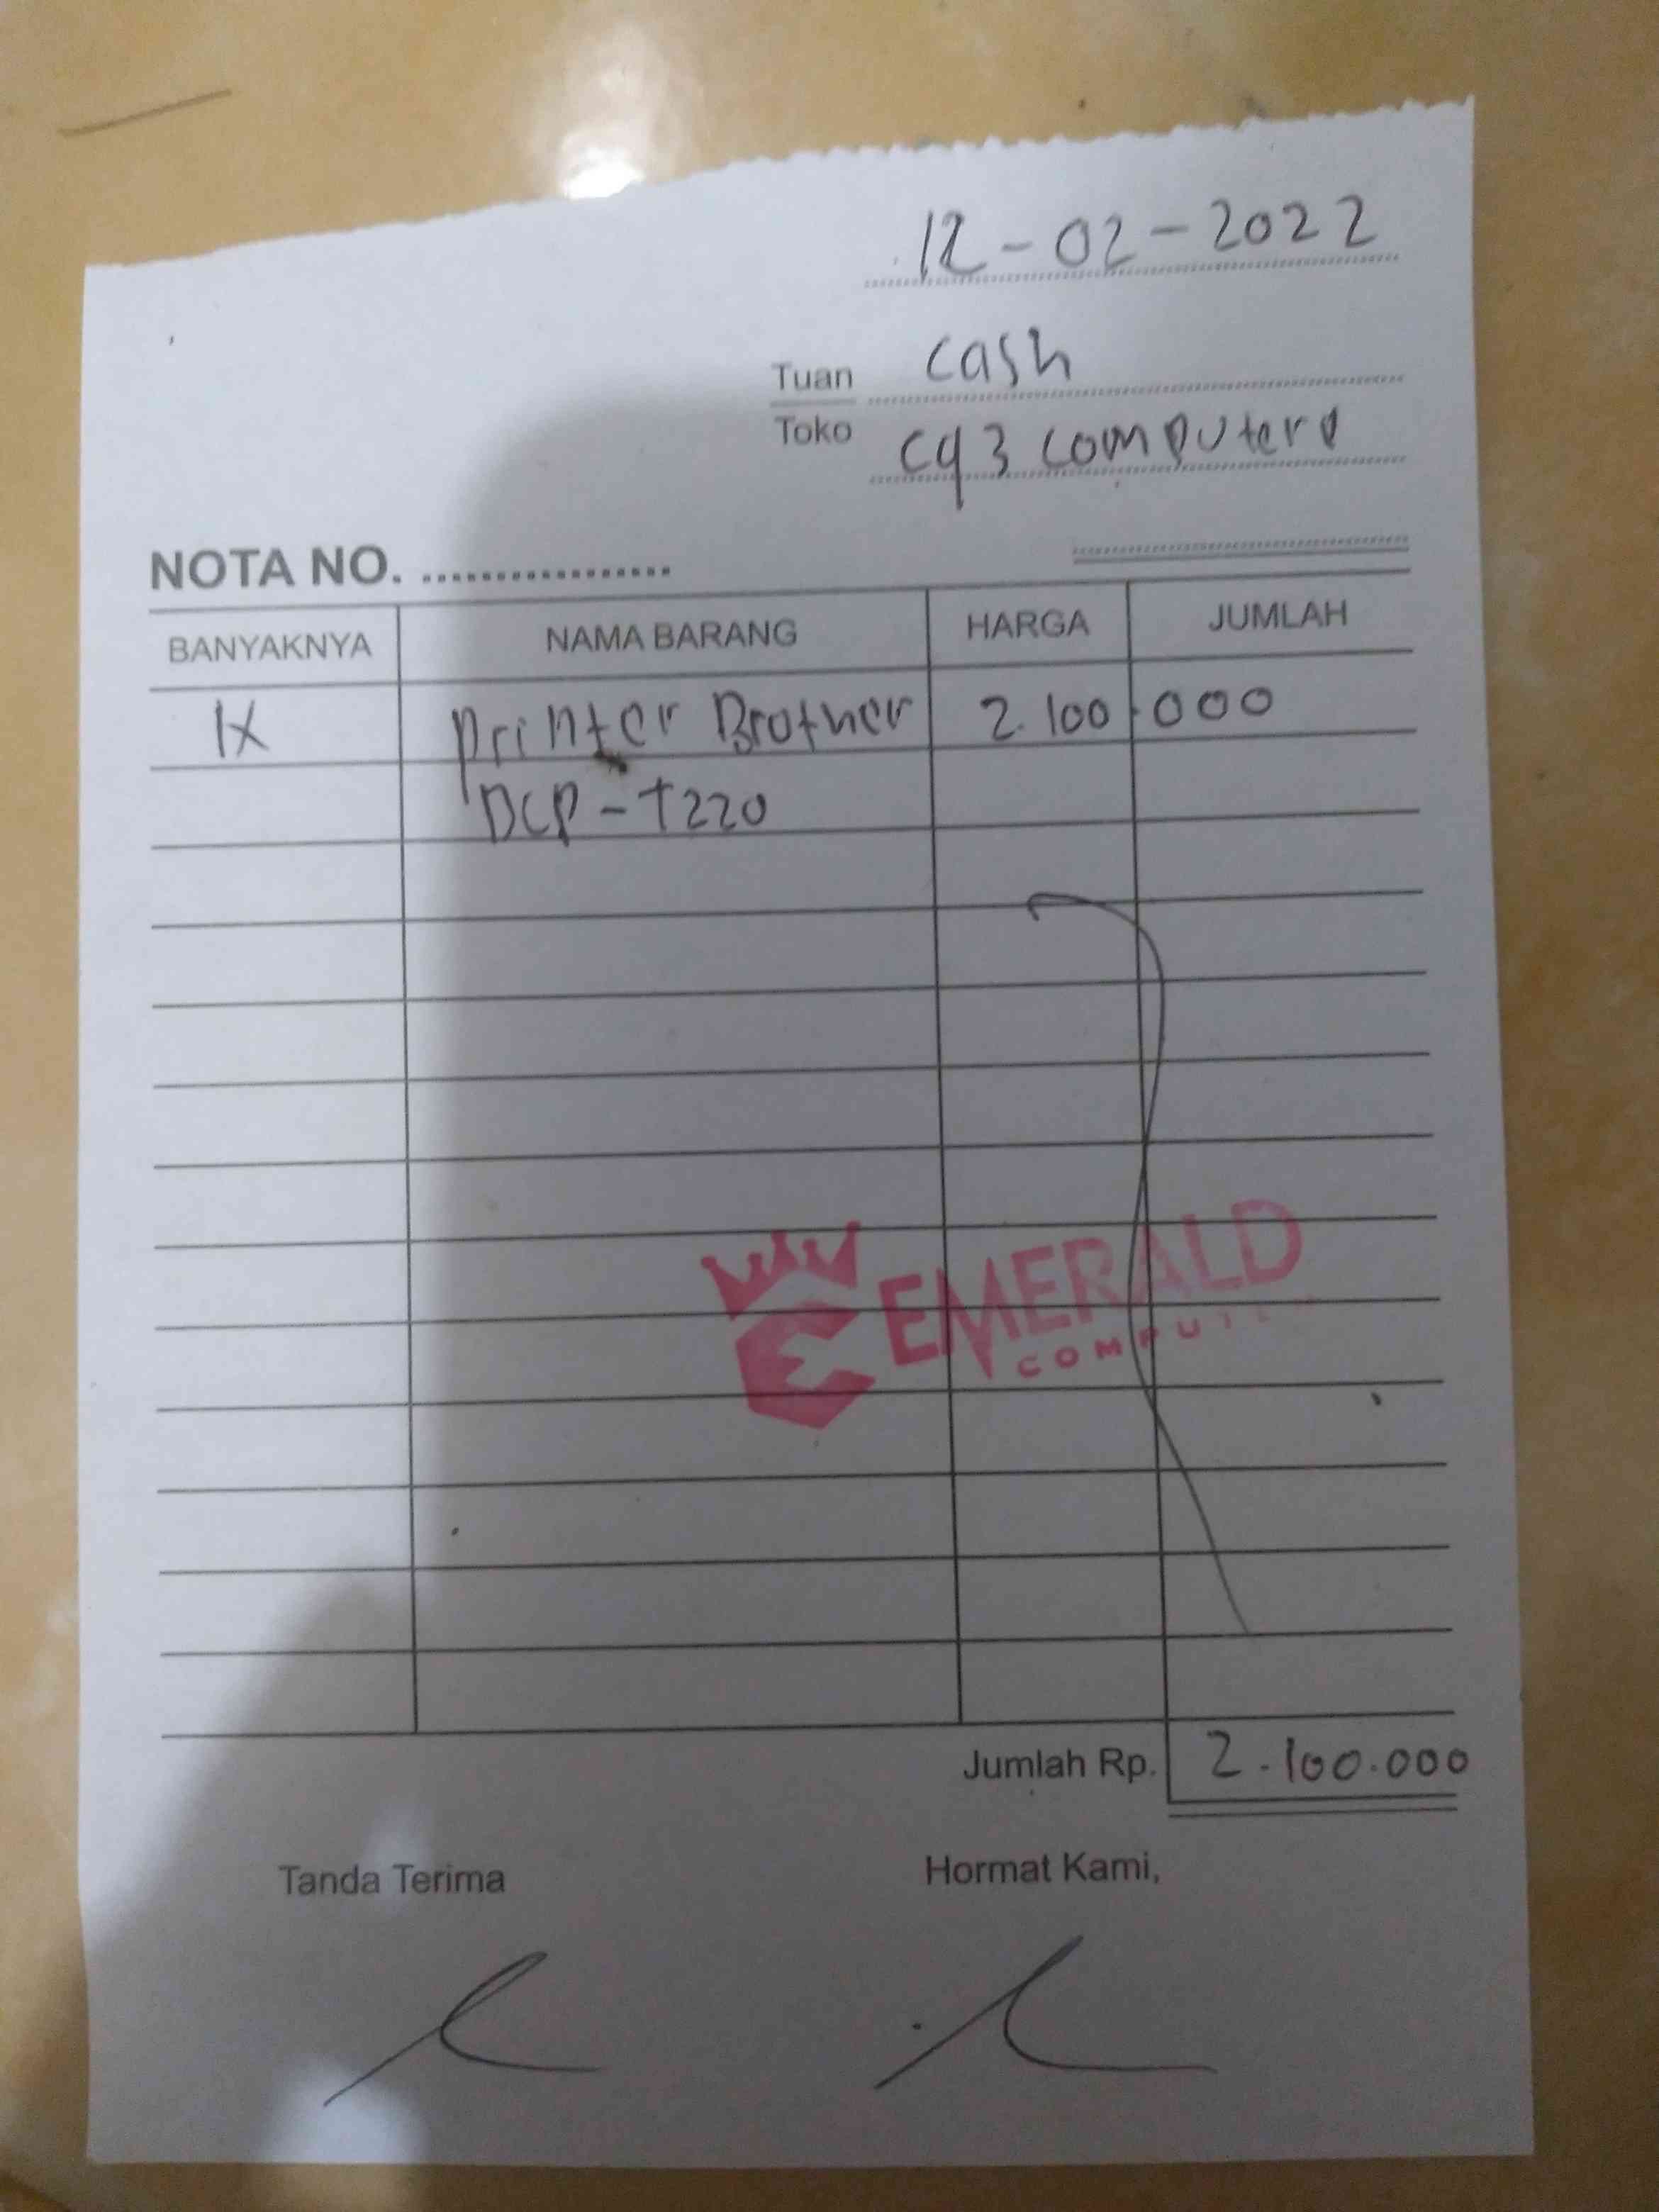 12-02-2022
Tuan cash
Toko cq3 computere
NOTA NO. ..................
BANYAKNYA NAMA BARANG HARGA JUMLAH
1X Printer Brother 2.100.000
DCP-T220
EMERALD
COMPUTER
Jumlah Rp. 2.100.000
Tanda Terima Hormat Kami,